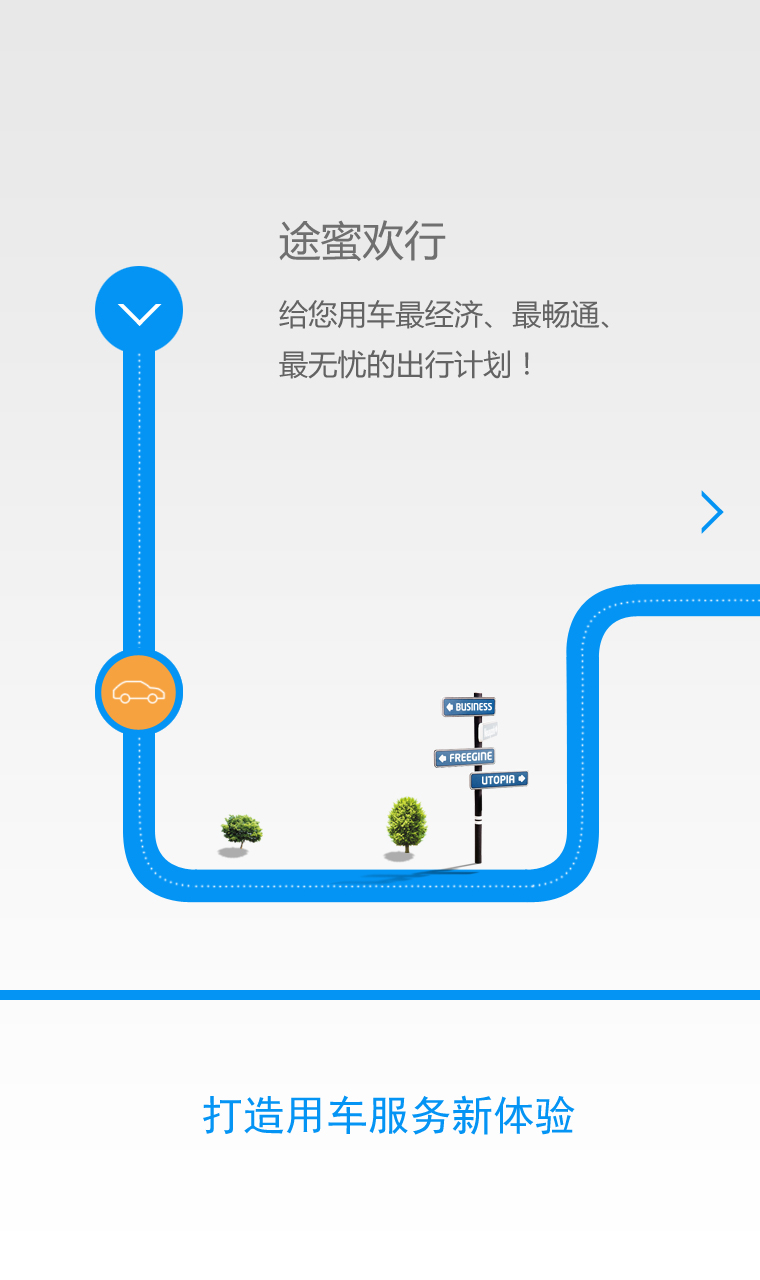 途蜜欢行
给您用车最经济、最畅通、
最无忧的出行计划！
BUSINESS
FREEGINE
UTOPIA
打造用车服务新体验